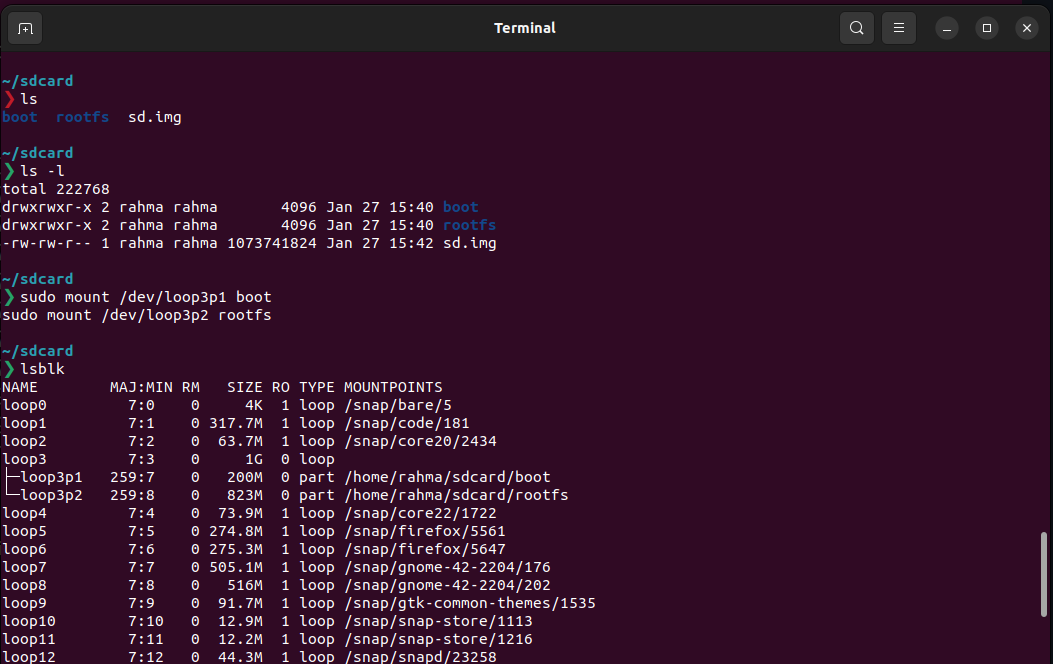 Terminal
~/sdcard
❯ ls
boot  rootfs  sd.img
~/sdcard
❯ ls -l
total 222768
drwxrwxr-x 2 rahma rahma       4096 Jan 27 15:40 boot
drwxrwxr-x 2 rahma rahma       4096 Jan 27 15:40 rootfs
-rw-rw-r-- 1 rahma rahma 1073741824 Jan 27 15:42 sd.img
~/sdcard
❯ sudo mount /dev/loop3p1 boot
sudo mount /dev/loop3p2 rootfs
~/sdcard
❯ lsblk
NAME        MAJ:MIN RM   SIZE RO TYPE MOUNTPOINTS
loop0         7:0    0     4K  1 loop /snap/bare/5
loop1         7:1    0 317.7M  1 loop /snap/code/181
loop2         7:2    0  63.7M  1 loop /snap/core20/2434
loop3         7:3    0     1G  0 loop
├─loop3p1   259:7    0   200M  0 part /home/rahma/sdcard/boot
└─loop3p2   259:8    0   823M  0 part /home/rahma/sdcard/rootfs
loop4         7:4    0  73.9M  1 loop /snap/core22/1722
loop5         7:5    0 274.8M  1 loop /snap/firefox/5561
loop6         7:6    0 275.3M  1 loop /snap/firefox/5647
loop7         7:7    0 505.1M  1 loop /snap/gnome-42-2204/176
loop8         7:8    0   516M  1 loop /snap/gnome-42-2204/202
loop9         7:9    0  91.7M  1 loop /snap/gtk-common-themes/1535
loop10        7:10   0  12.9M  1 loop /snap/snap-store/1113
loop11        7:11   0  12.2M  1 loop /snap/snap-store/1216
loop12        7:12   0  44.3M  1 loop /snap/snapd/23258